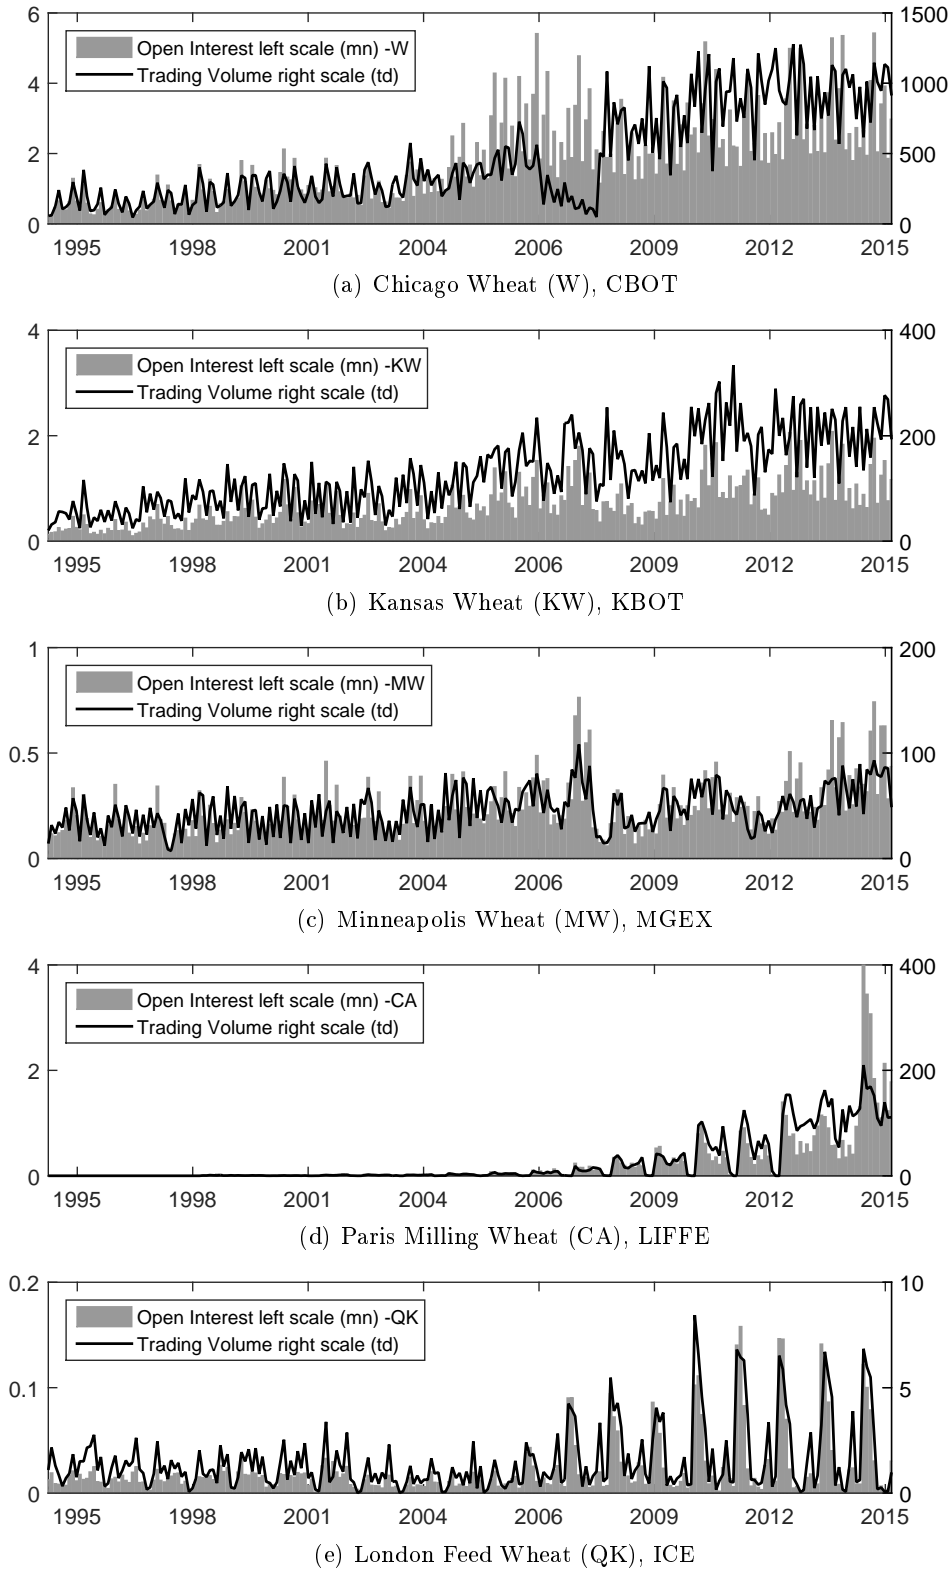 6 1500
Open Interest left scale (mn) -W
Trading Volume right scale (td)
4 1000
2 500
0 0
1995 1998 2001 2004 2006 2009 2012 2015
(a) Chicago Wheat (W), CBOT
4 400
Open Interest left scale (mn) -KW
Trading Volume right scale (td)
2 200
0 0
1995 1998 2001 2004 2006 2009 2012 2015
(b) Kansas Wheat (KW), KBOT
1 200
Open Interest left scale (mn) -MW
Trading Volume right scale (td)
0.5 100
0 0
1995 1998 2001 2004 2006 2009 2012 2015
(c) Minneapolis Wheat (MW), MGEX
4 400
Open Interest left scale (mn) -CA
Trading Volume right scale (td)
2 200
0 0
1995 1998 2001 2004 2006 2009 2012 2015
(d) Paris Milling Wheat (CA), LIFFE
0.2 10
Open Interest left scale (mn) -QK
Trading Volume right scale (td)
0.1 5
0 0
1995 1998 2001 2004 2006 2009 2012 2015
(e) London Feed Wheat (QK), ICE